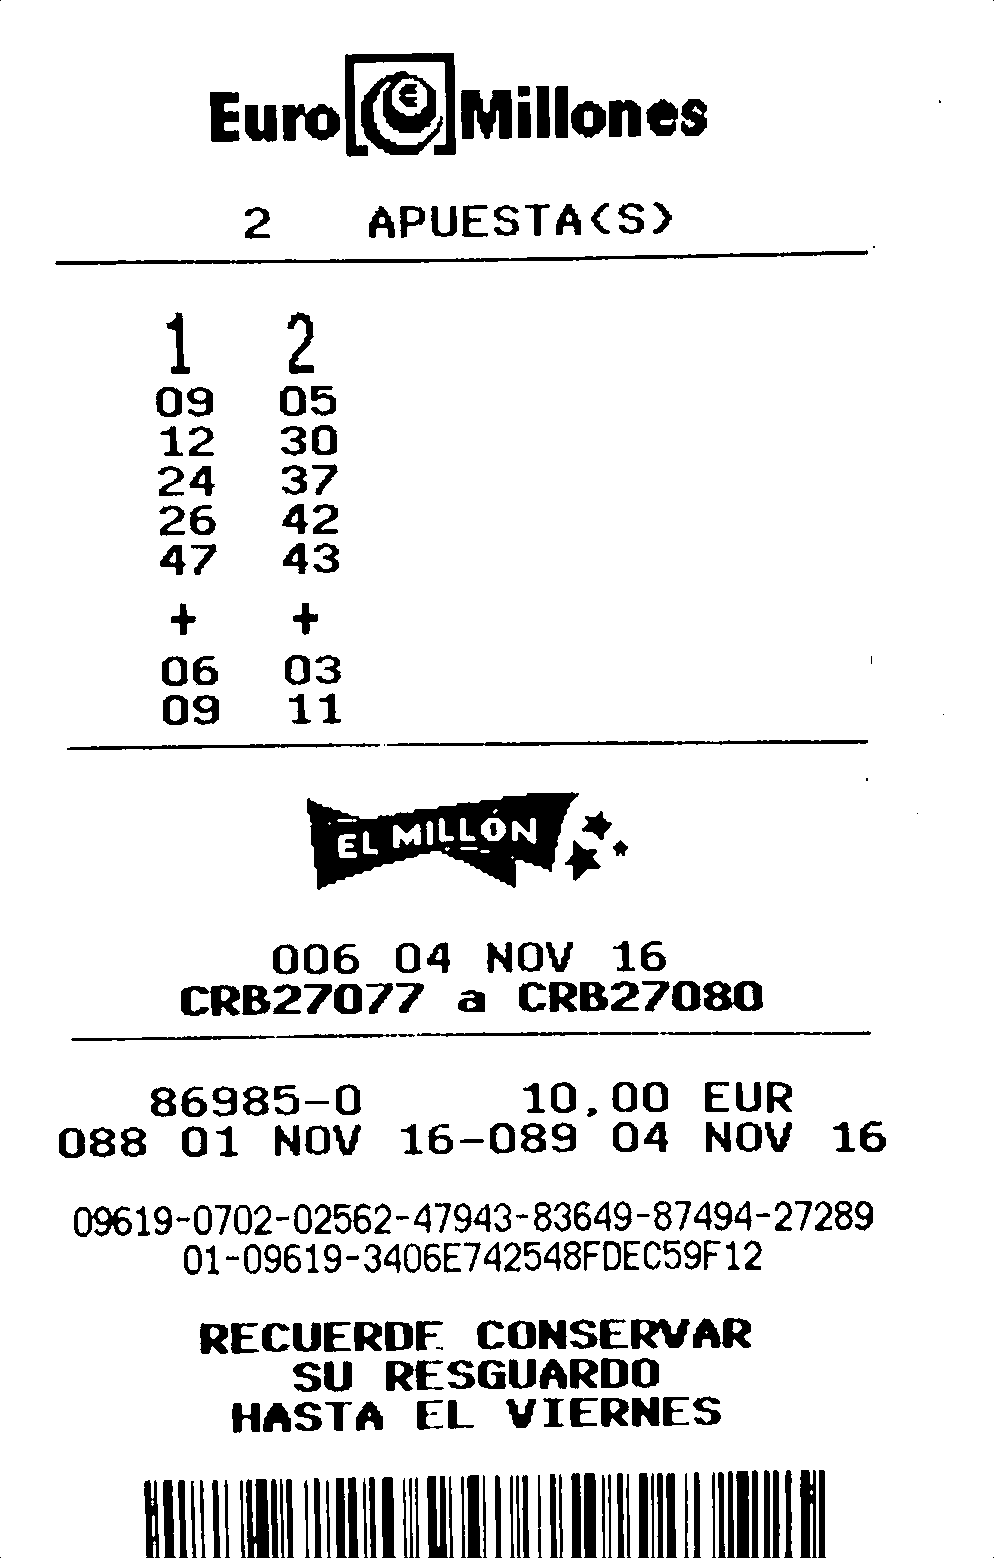 Euro Millones
2 APUESTA(S)
1 2
09 05
12 30
24 37
26 42
47 43
+ +
06 03
09 11
EL MILLÓN
006 04 NOV 16
CRB27077 a CRB27080
86985-0 10,00 EUR
088 01 NOV 16-089 04 NOV 16
09619-0702-02562-47943-83649-87494-27289
01-09619-3406E742548FDEC59F12
RECUERDE CONSERVAR
SU RESGUARDO
HASTA EL VIERNES